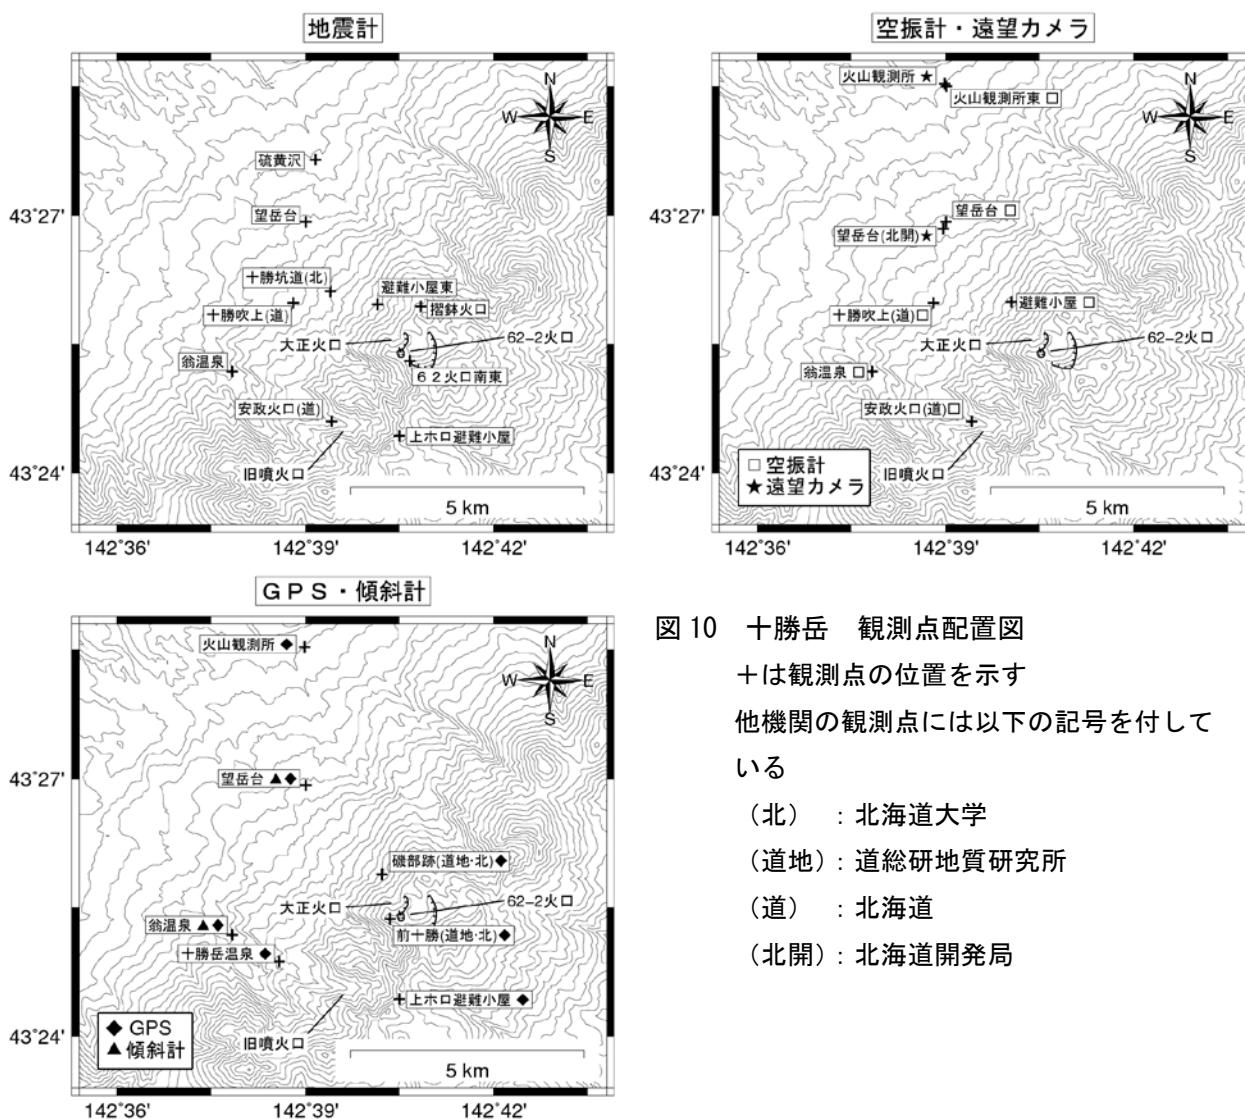 地震計
N
W
E
S
硫黄沢
43°27'
望岳台
十勝坑道(北)
避難小屋東
十勝吹上(道)
摺鉢火口
大正火口
62-2火口
翁温泉
６２火口南東
安政火口(道)
上ホロ避難小屋
旧噴火口
43°24'
5 km
142°36'
142°39'
142°42'
空振計・遠望カメラ
火山観測所 ★
火山観測所東 □
N
W
E
S
43°27'
望岳台 □
望岳台(北開)★
避難小屋 □
十勝吹上(道)□
大正火口
62-2火口
翁温泉 □
安政火口(道)□
旧噴火口
43°24'
□ 空振計
★ 遠望カメラ
5 km
142°36'
142°39'
142°42'
ＧＰＳ・傾斜計
火山観測所 ◆
N
W
E
S
43°27'
望岳台 ▲◆
磯部跡(道地・北)◆
大正火口
62-2火口
翁温泉 ▲◆
前十勝(道地・北)◆
十勝岳温泉 ◆
上ホロ避難小屋 ◆
旧噴火口
43°24'
◆ GPS
▲ 傾斜計
5 km
142°36'
142°39'
142°42'
図 10　十勝岳　観測点配置図
＋は観測点の位置を示す
他機関の観測点には以下の記号を付して
いる
（北）　：北海道大学
（道地）：道総研地質研究所
（道）　：北海道
（北開）：北海道開発局